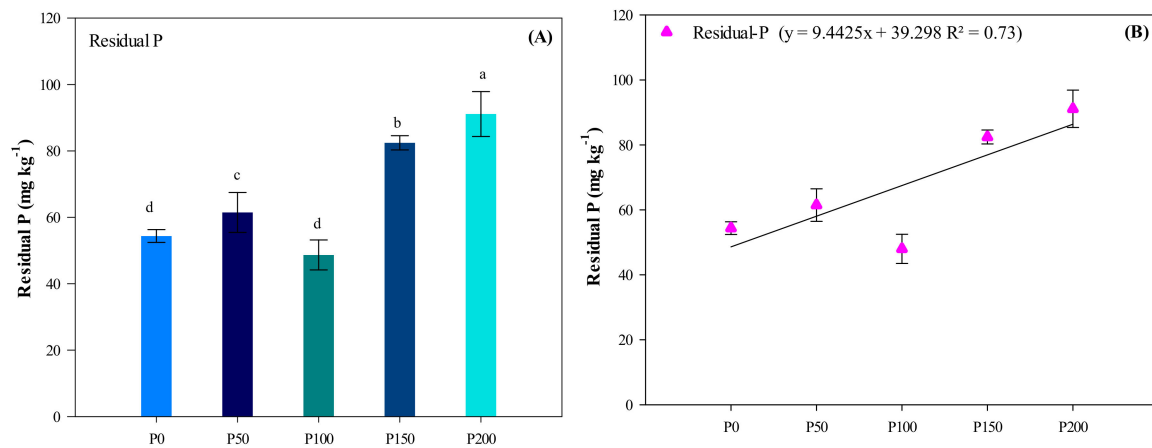 Residual P
(A)
120
100
80
60
40
20
0
Residual P (mg kg⁻¹)
d
c
d
b
a
P0 P50 P100 P150 P200
Residual-P (y = 9.4425x + 39.298 R² = 0.73)
(B)
120
100
80
60
40
20
0
Residual P (mg kg⁻¹)
P0 P50 P100 P150 P200